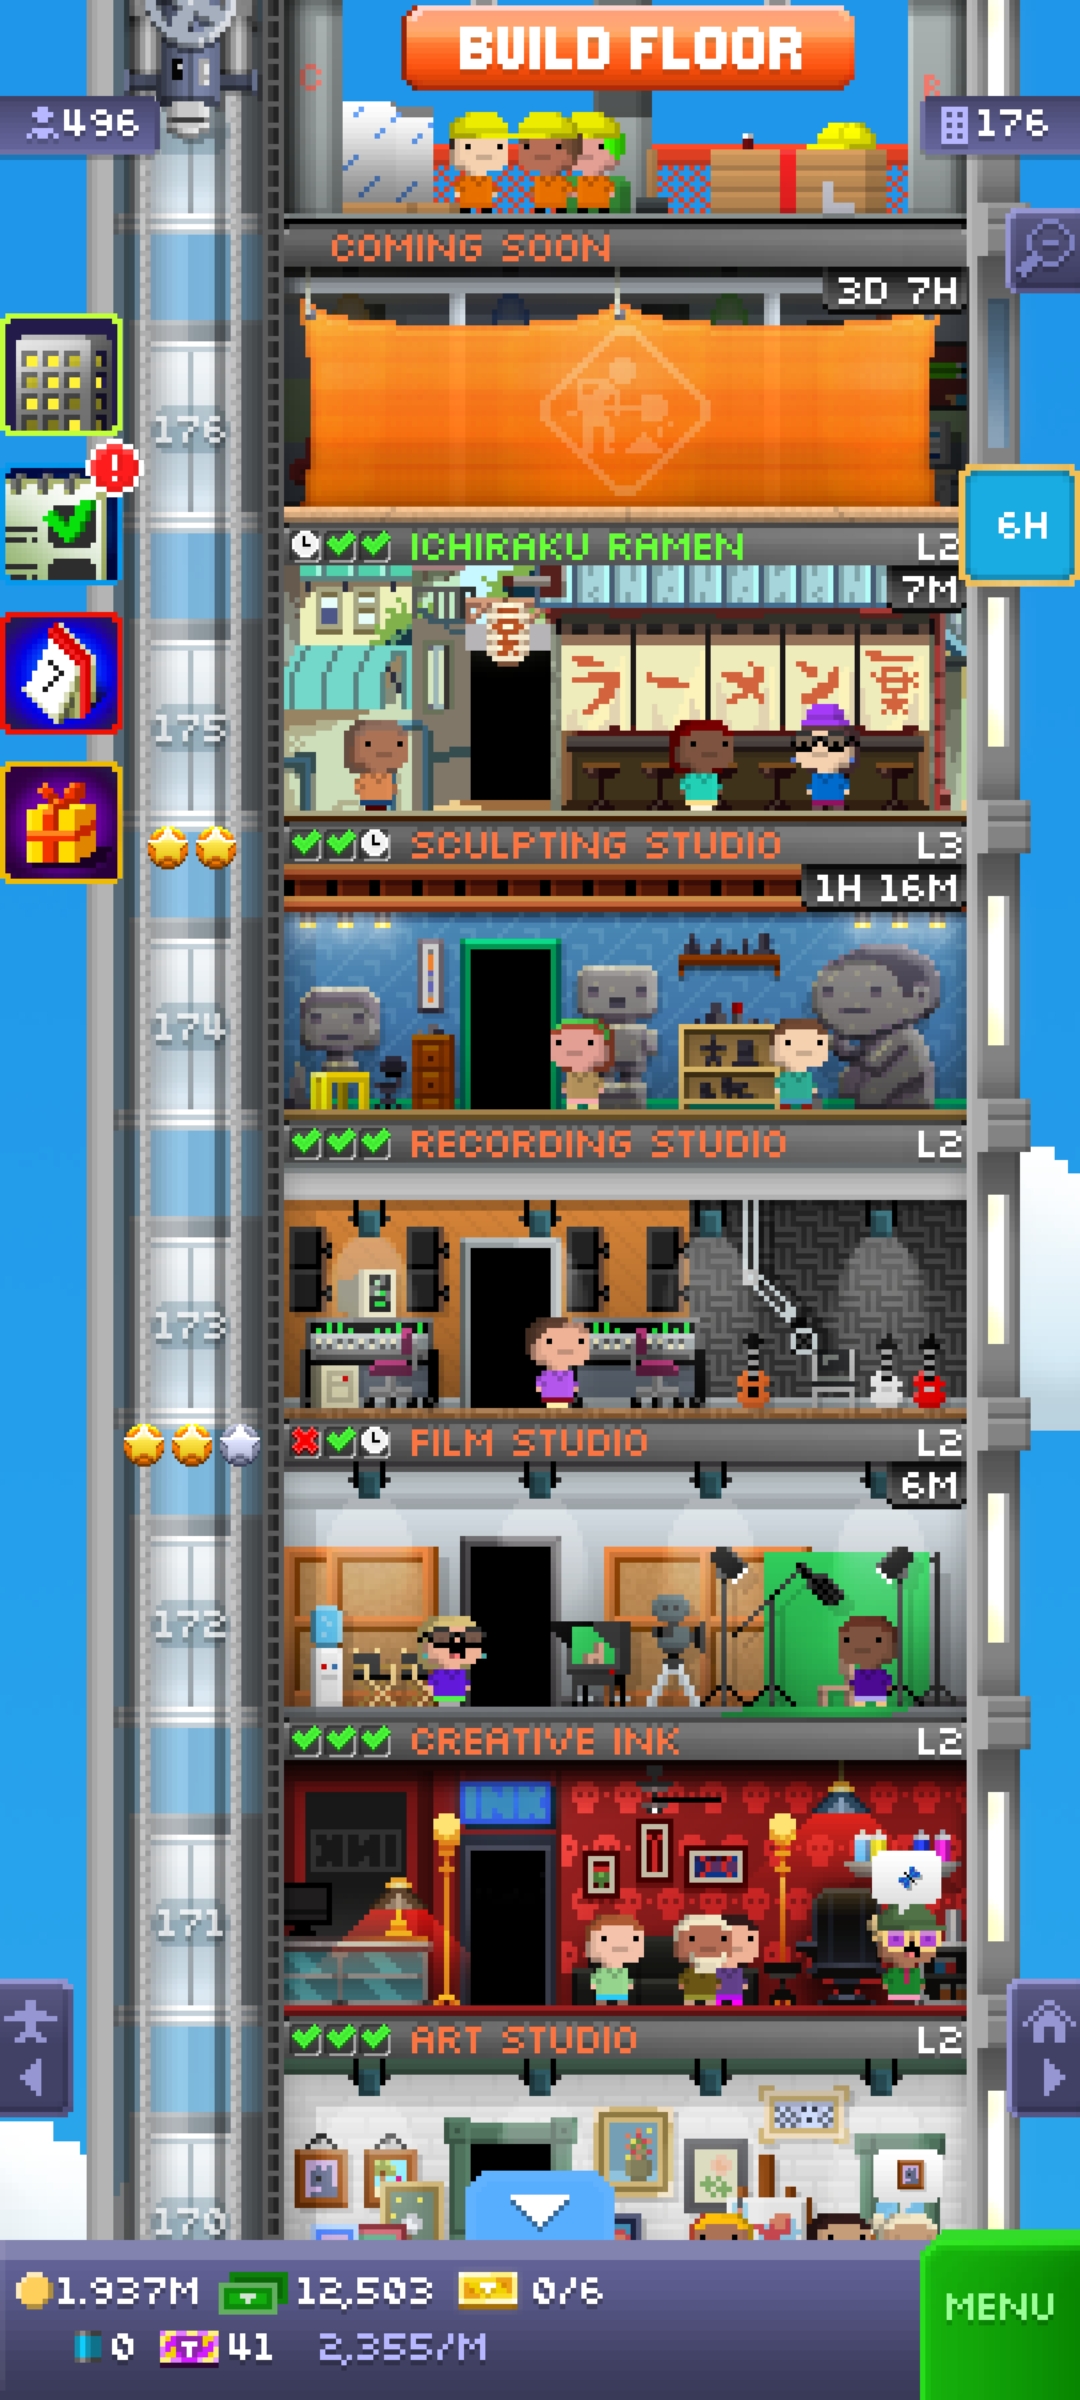 BUILD FLOOR
C
R
496
176
COMING SOON
3D 7H
176
6H
ICHIRAKU RAMEN L2
7M
ラーメン
175
7
SCULPTING STUDIO L3
1H 16M
174
RECORDING STUDIO L2
173
FILM STUDIO L2
6M
172
CREATIVE INK L2
INK
INK
171
ART STUDIO L2
170
1.937M 12,503 0/6
0 41 2,355/M
MENU